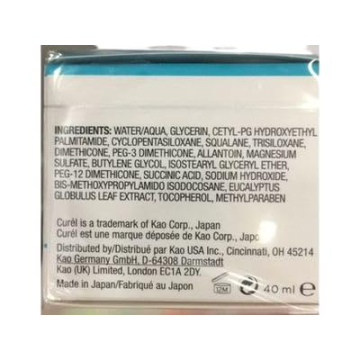 INGREDIENTS: WATER/AQUA, GLYCERIN, CETYL-PG HYDROXYETHYL
PALMITAMIDE, CYCLOPENTASILOXANE, SQUALANE, TRISILOXANE,
DIMETHICONE, PEG-3 DIMETHICONE, ALLANTOIN, MAGNESIUM
SULFATE, BUTYLENE GLYCOL, ISOSTEARYL GLYCERYL ETHER,
PEG-12 DIMETHICONE, SUCCINIC ACID, SODIUM HYDROXIDE,
BIS-METHOXYPROPYLAMIDO ISODOCOSANE, EUCALYPTUS
GLOBULUS LEAF EXTRACT, TOCOPHEROL, METHYLPARABEN
Curél is a trademark of Kao Corp., Japan
Curél est une marque déposée de Kao Corp., Japan
Distributed by/Distribué par Kao USA Inc., Cincinnati, OH 45214
Kao Germany GmbH, D-64308 Darmstadt
Kao (UK) Limited, London EC1A 2DY.
Made in Japan/Fabriqué au Japon 12M 40 ml e